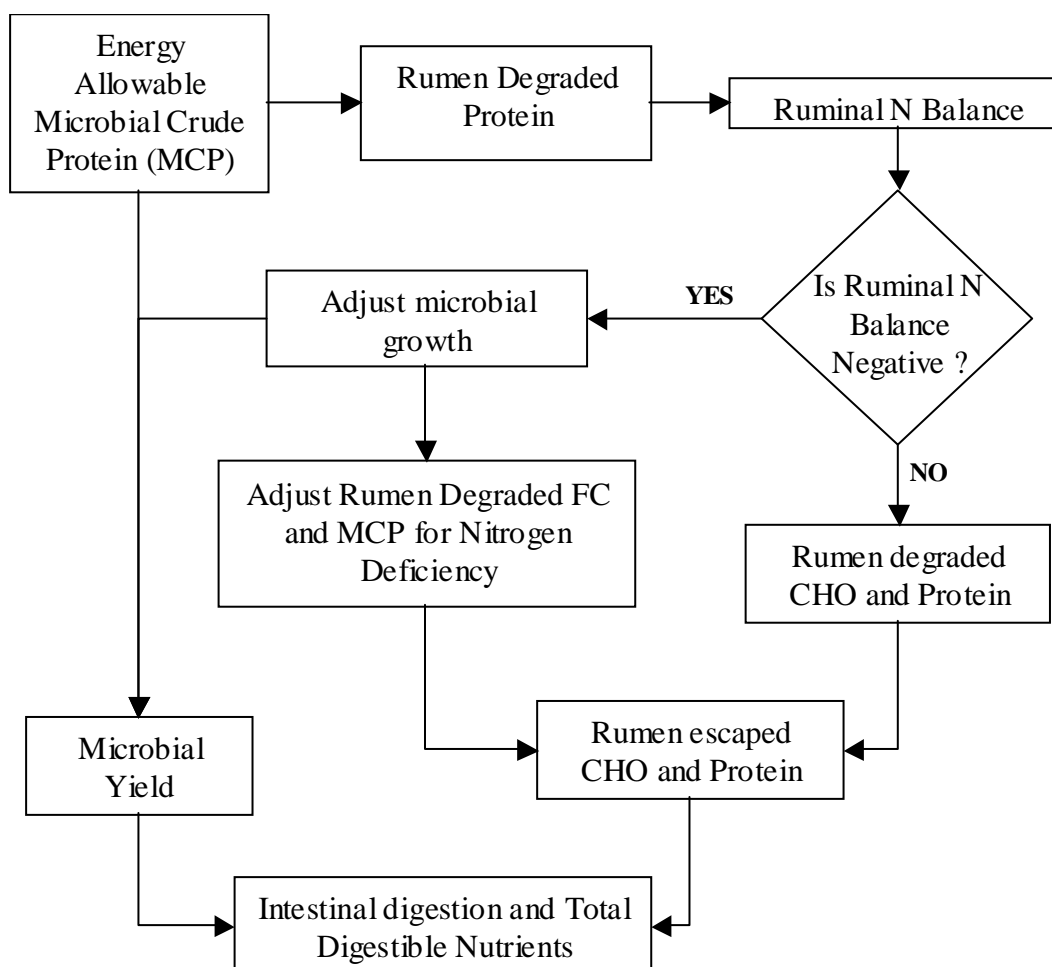 Energy
Allowable
Microbial Crude
Protein (MCP)
Rumen Degraded
Protein
Ruminal N Balance
Is Ruminal N
Balance
Negative ?
YES
Adjust microbial
growth
NO
Adjust Rumen Degraded FC
and MCP for Nitrogen
Deficiency
Rumen degraded
CHO and Protein
Microbial
Yield
Rumen escaped
CHO and Protein
Intestinal digestion and Total
Digestible Nutrients